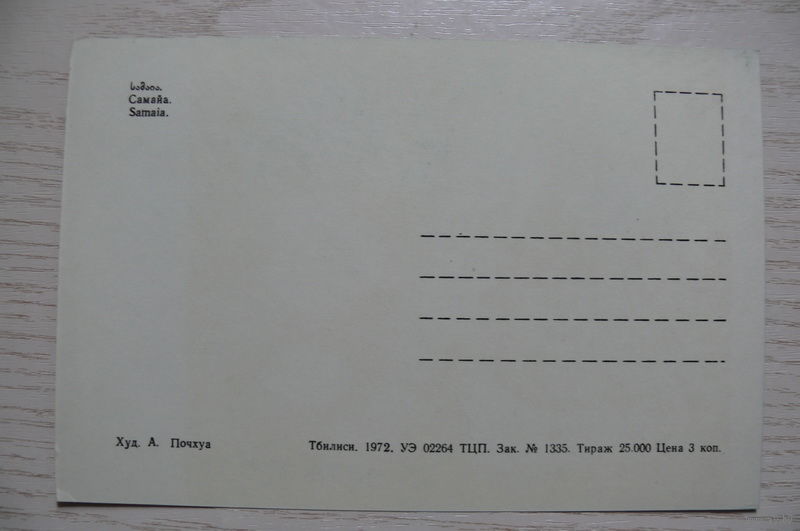 სამაია.
Самайа.
Samaia.
Худ. А. Почхуа
Тбилиси. 1972. УЭ 02264 ТЦП. Зак. № 1335. Тираж 25.000 Цена 3 коп.